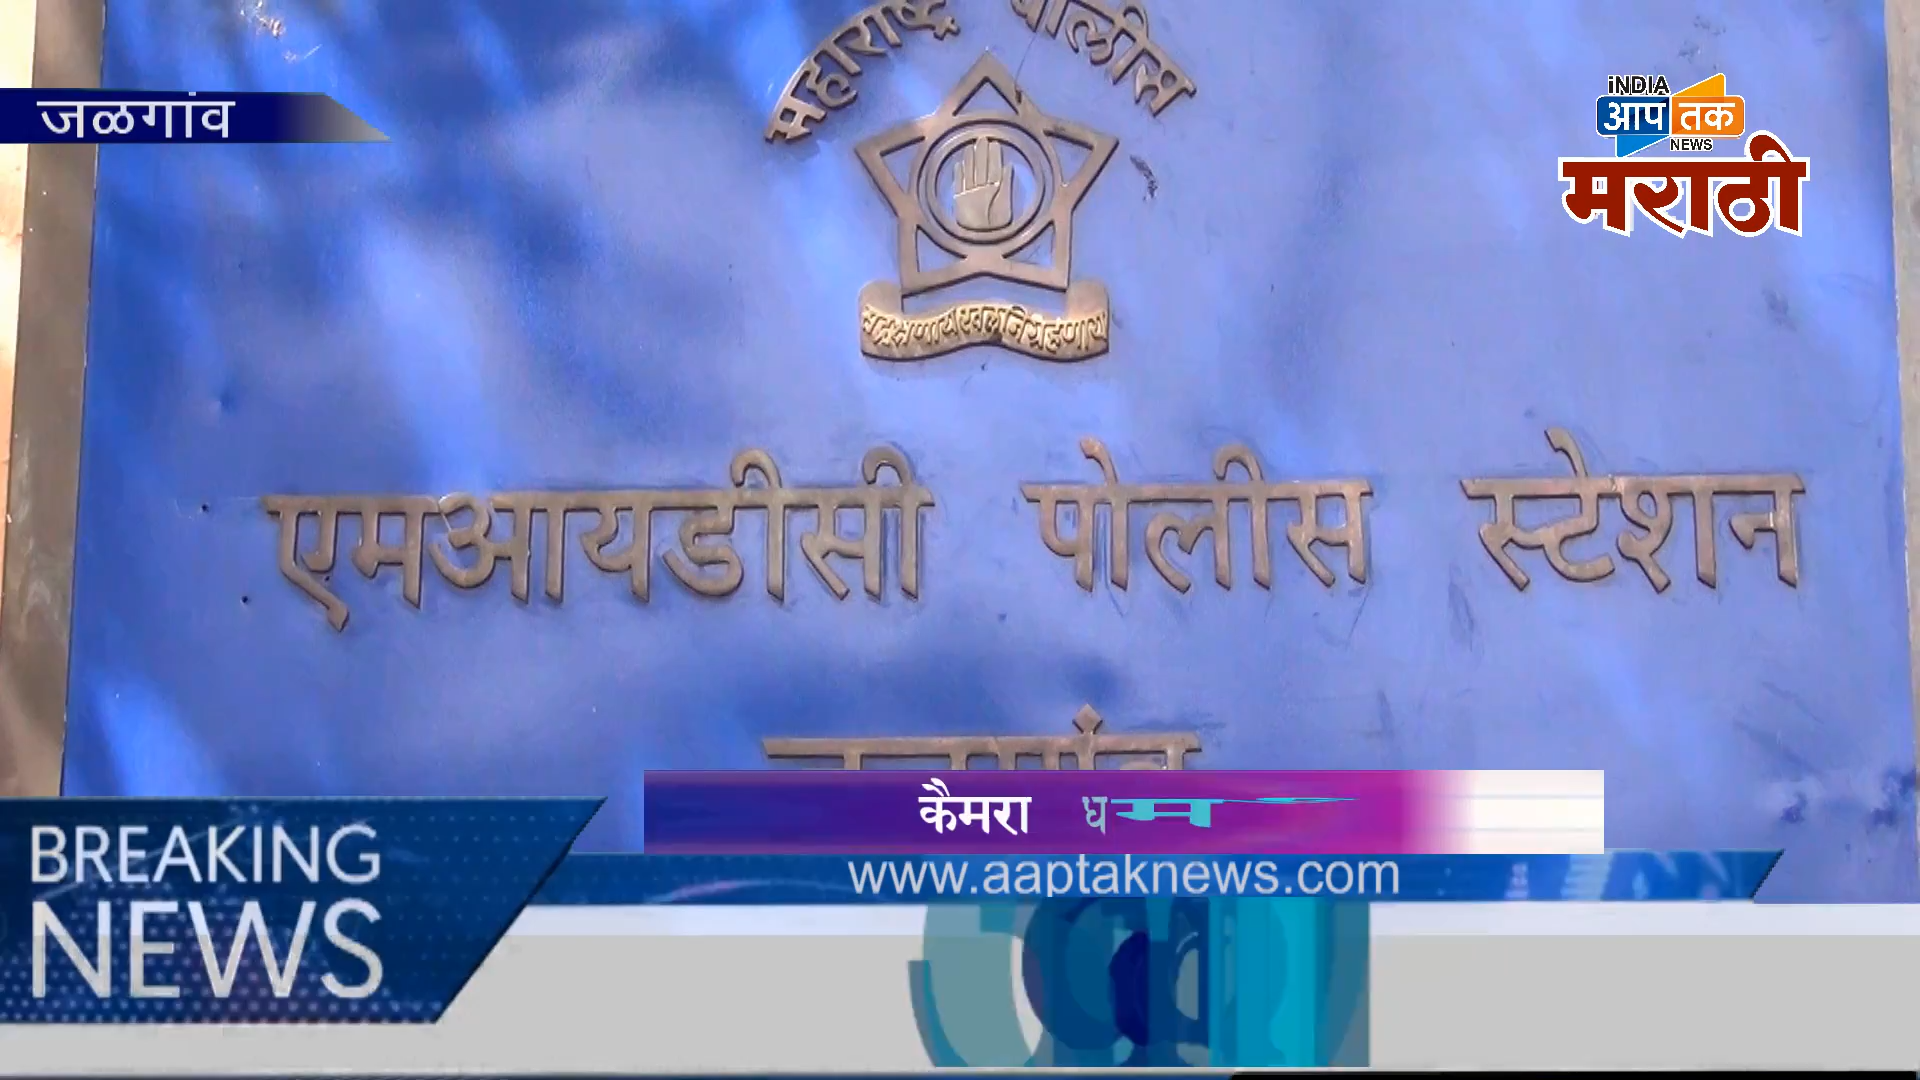 महाराष्ट्र पोलीस
जळगांव
INDIA
आप तक
NEWS
मराठी
सद्रक्षणाय खलनिग्रहणाय
एमआयडीसी पोलीस स्टेशन
कॅमरा
www.aaptaknews.com
BREAKING
NEWS